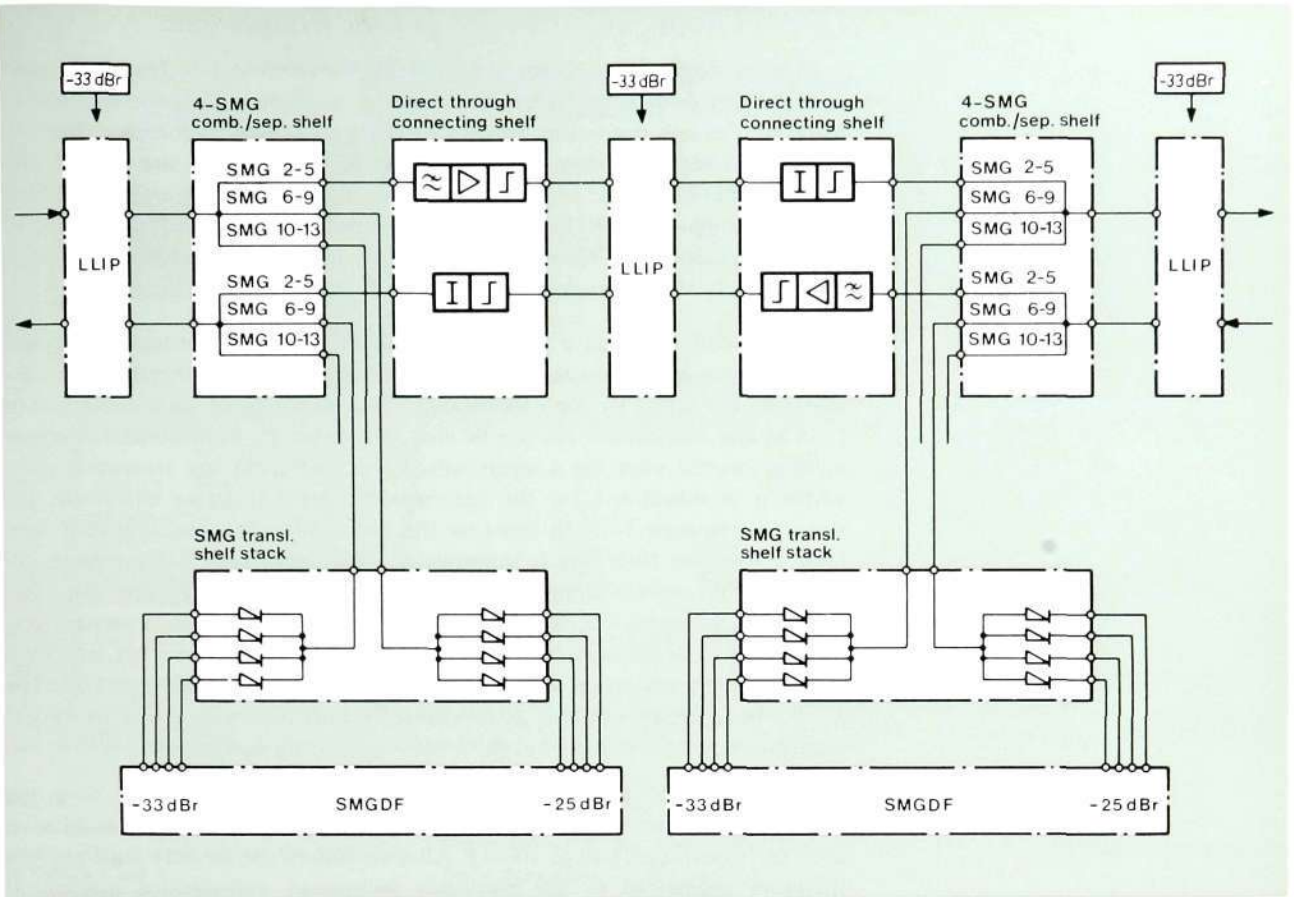 -33 dBr
-33 dBr
-33 dBr
4-SMG
comb./sep. shelf
Direct through
connecting shelf
Direct through
connecting shelf
4-SMG
comb./sep. shelf
LLIP
SMG 2-5
SMG 6-9
SMG 10-13
SMG 2-5
SMG 6-9
SMG 10-13
LLIP
SMG 2-5
SMG 6-9
SMG 10-13
SMG 2-5
SMG 6-9
SMG 10-13
LLIP
SMG transl.
shelf stack
SMG transl.
shelf stack
-33 dBr SMGDF -25 dBr
-33 dBr SMGDF -25 dBr